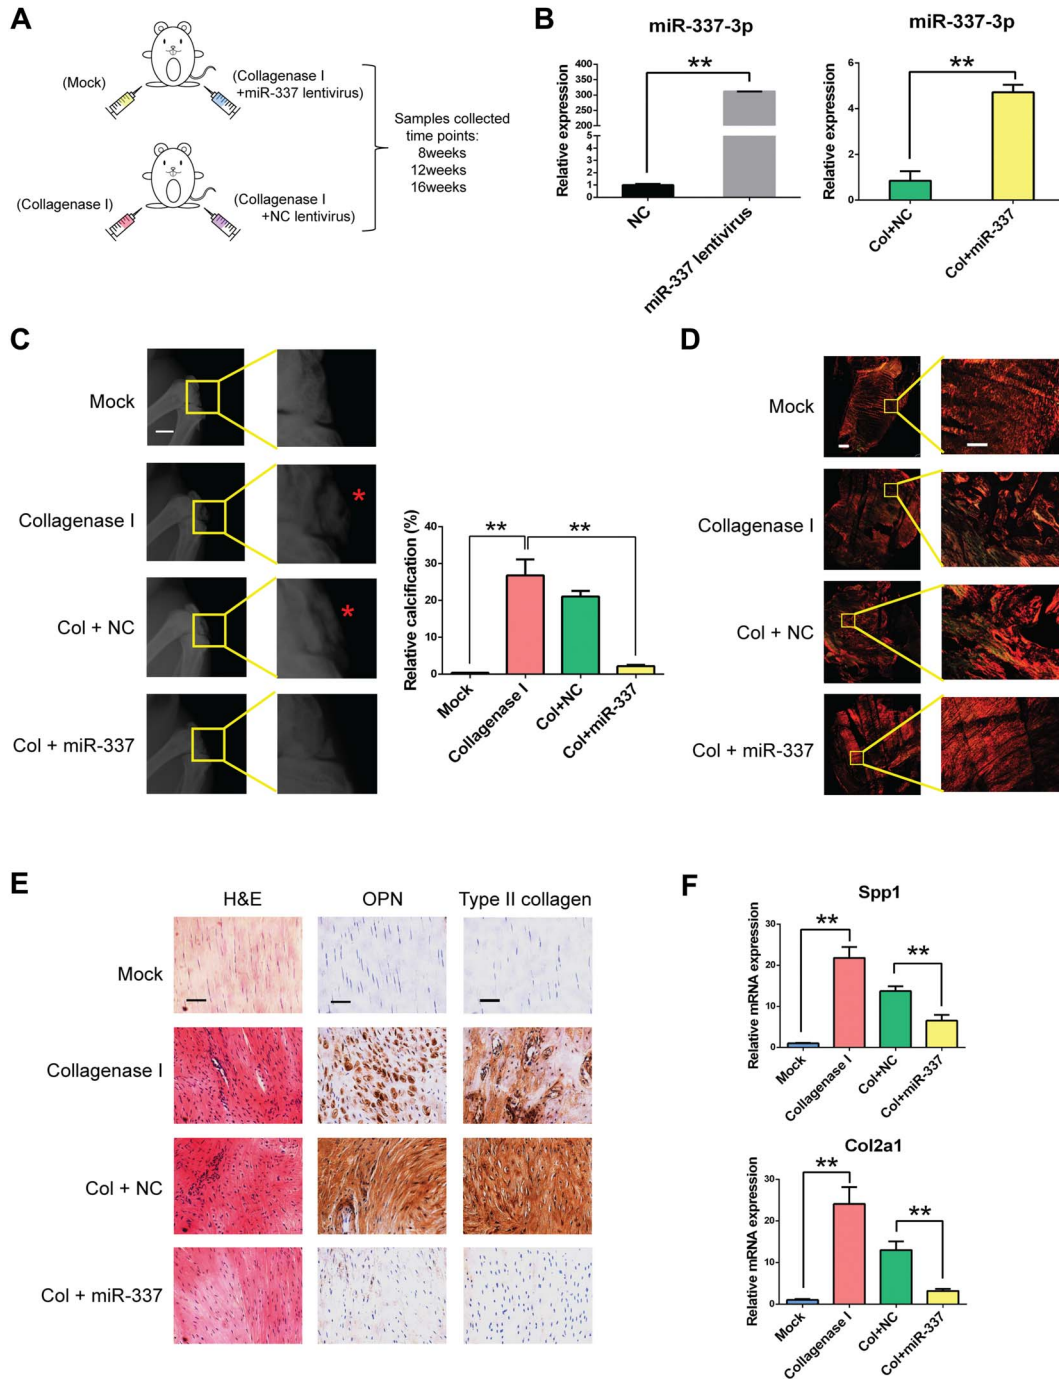 A
(Mock)
(Collagenase I
+miR-337 lentivirus)
(Collagenase I)
(Collagenase I
+NC lentivirus)
Samples collected
time points:
8weeks
12weeks
16weeks
B
miR-337-3p
Relative expression
400
350
300
250
200
5
4
3
2
1
0
**
NC
miR-337 lentivirus
miR-337-3p
Relative expression
6
4
2
0
**
Col+NC
Col+miR-337
C
Mock
Collagenase I
*
Col + NC
*
Col + miR-337
Relative calcification (%)
40
30
20
10
0
**
**
Mock
Collagenase I
Col+NC
Col+miR-337
D
Mock
Collagenase I
Col + NC
Col + miR-337
E
H&E
OPN
Type II collagen
Mock
Collagenase I
Col + NC
Col + miR-337
F
Spp1
Relative mRNA expression
30
20
10
0
**
**
Mock
Collagenase I
Col+NC
Col+miR-337
Col2a1
Relative mRNA expression
30
20
10
0
**
**
Mock
Collagenase I
Col+NC
Col+miR-337